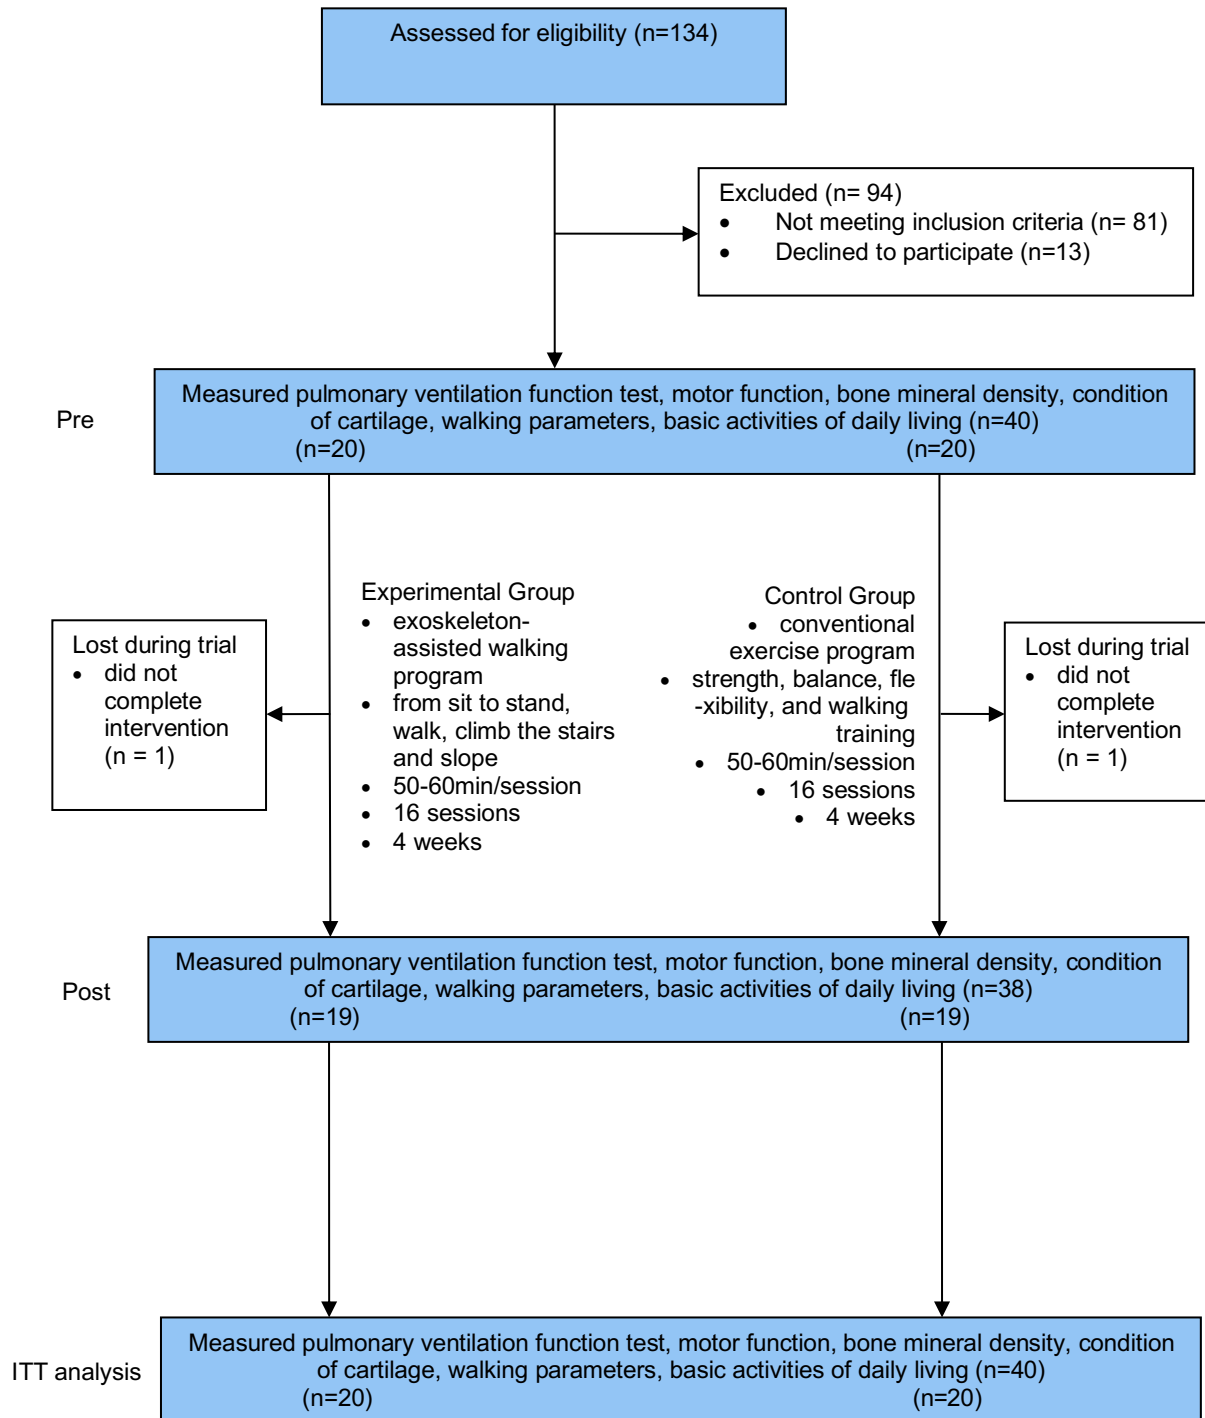 Assessed for eligibility (n=134)
Excluded (n= 94)
• Not meeting inclusion criteria (n= 81)
• Declined to participate (n=13)
Pre
Measured pulmonary ventilation function test, motor function, bone mineral density, condition
of cartilage, walking parameters, basic activities of daily living (n=40)
(n=20) (n=20)
Lost during trial
• did not
complete
intervention
(n = 1)
Experimental Group
• exoskeleton-
assisted walking
program
• from sit to stand,
walk, climb the stairs
and slope
• 50-60min/session
• 16 sessions
• 4 weeks
Control Group
• conventional
exercise program
• strength, balance, fle
-xibility, and walking
training
• 50-60min/session
• 16 sessions
• 4 weeks
Lost during trial
• did not
complete
intervention
(n = 1)
Post
Measured pulmonary ventilation function test, motor function, bone mineral density, condition
of cartilage, walking parameters, basic activities of daily living (n=38)
(n=19) (n=19)
ITT analysis
Measured pulmonary ventilation function test, motor function, bone mineral density, condition
of cartilage, walking parameters, basic activities of daily living (n=40)
(n=20) (n=20)